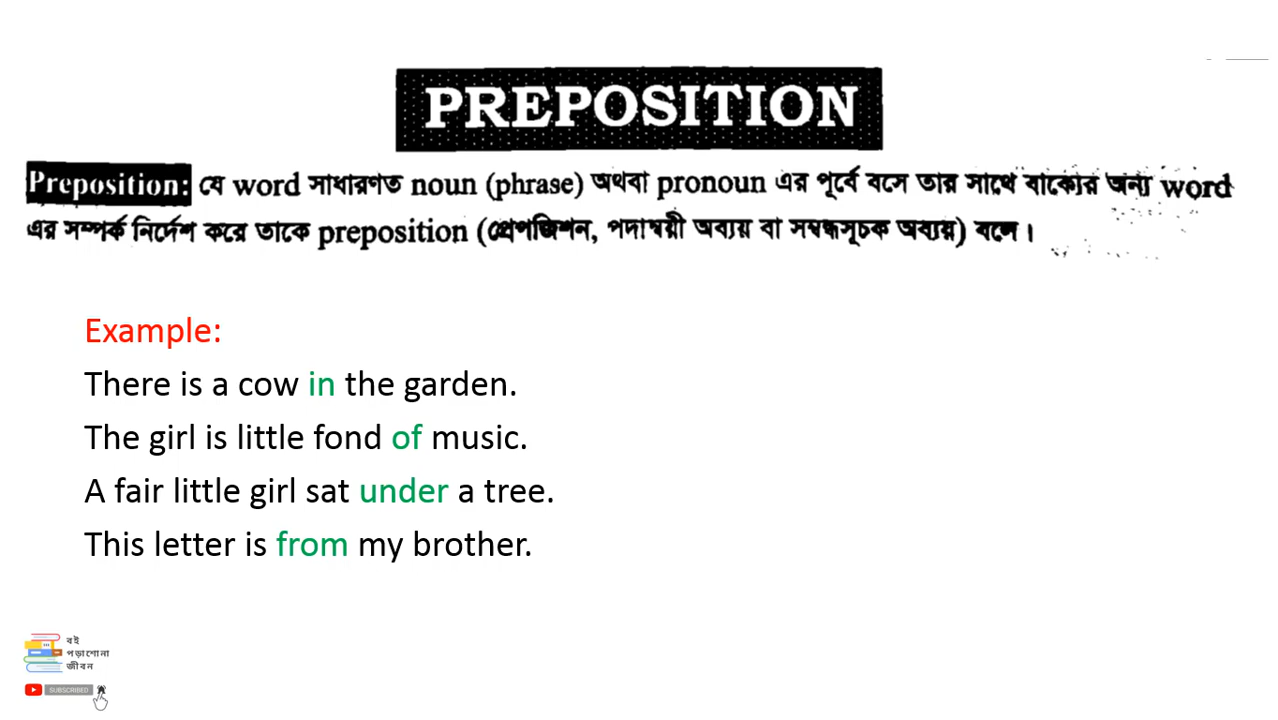 PREPOSITION
Preposition: যে word সাধারণত noun (phrase) অথবা pronoun এর পূর্বে বসে তার সাথে বাক্যের অন্য word
এর সম্পর্ক নির্দেশ করে তাকে preposition (প্রেপজিশন, পদান্বয়ী অব্যয় বা সম্বন্ধসূচক অব্যয়) বলে।
Example:
There is a cow in the garden.
The girl is little fond of music.
A fair little girl sat under a tree.
This letter is from my brother.
বই
পড়াশোনা
জীবন
SUBSCRIBED